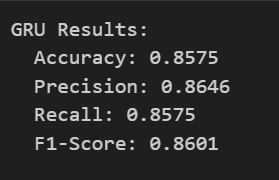 GRU Results:
Accuracy: 0.8575
Precision: 0.8646
Recall: 0.8575
F1-Score: 0.8601